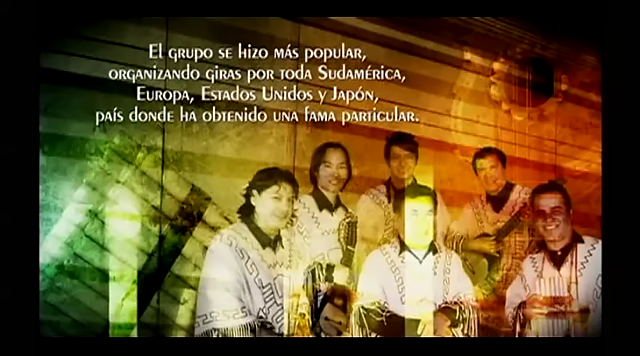 El grupo se hizo más popular,
organizando giras por toda Sudamérica,
Europa, Estados Unidos y Japón,
país donde ha obtenido una fama particular.